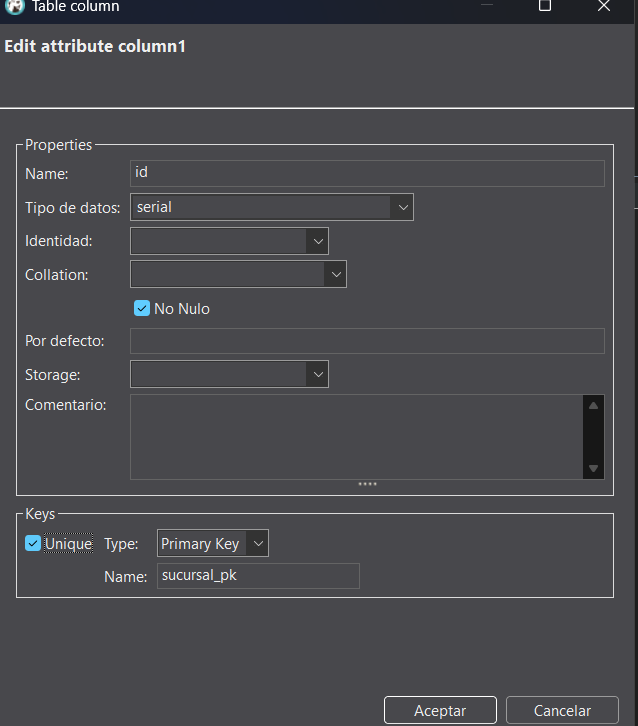 Table column
Edit attribute column1
Properties
Name: id
Tipo de datos: serial
Identidad:
Collation:
No Nulo
Por defecto:
Storage:
Comentario:
Keys
Unique Type: Primary Key
Name: sucursal_pk
Aceptar Cancelar